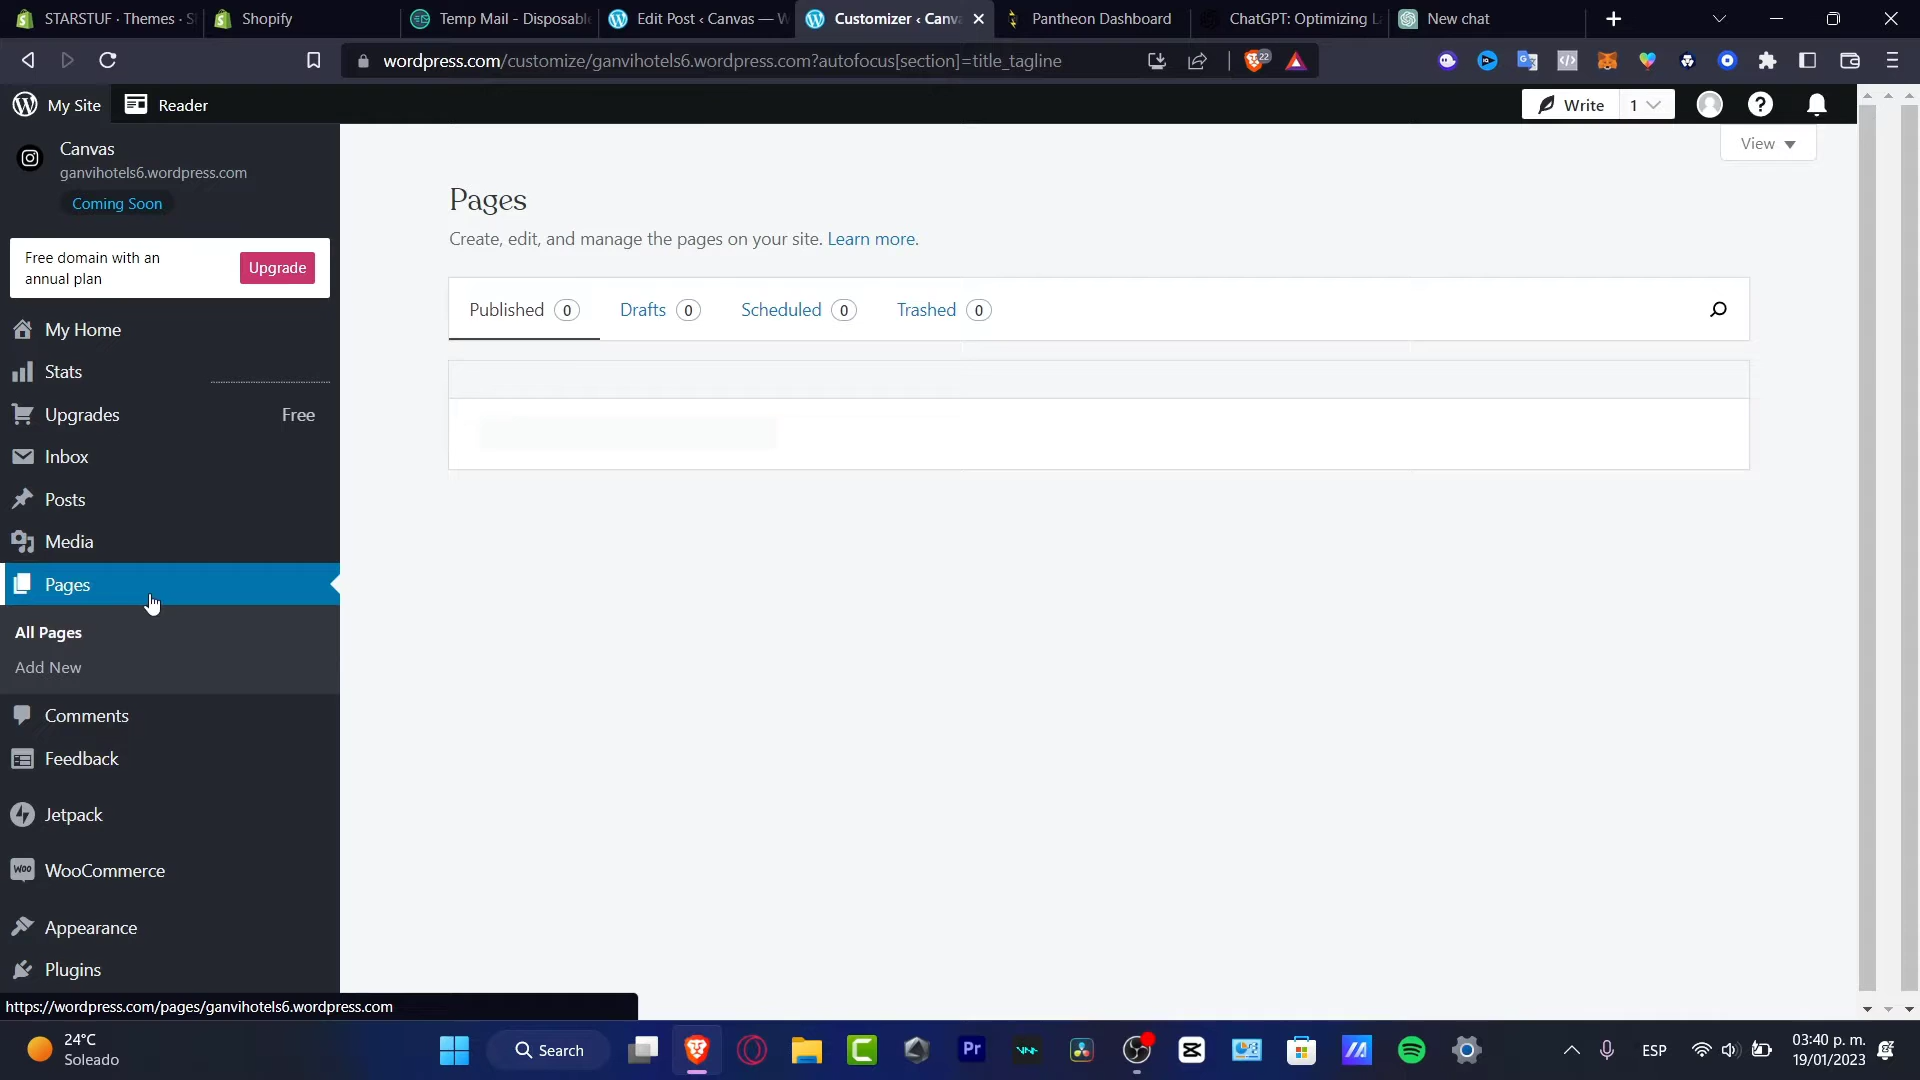 STARSTUF · Themes · S
Shopify
Temp Mail - Disposable
Edit Post ‹ Canvas — W
Customizer ‹ Canva
Pantheon Dashboard
ChatGPT: Optimizing L
New chat
wordpress.com/customize/ganvihotels6.wordpress.com?autofocus[section]=title_tagline
22
My Site
Reader
Write
1
Canvas
ganvihotels6.wordpress.com
Coming Soon
View
Free domain with an
annual plan
Upgrade
Pages
Create, edit, and manage the pages on your site. Learn more.
Published 0
Drafts 0
Scheduled 0
Trashed 0
My Home
Stats
Upgrades
Free
Inbox
Posts
Media
Pages
All Pages
Add New
Comments
Feedback
Jetpack
WooCommerce
Appearance
Plugins
https://wordpress.com/pages/ganvihotels6.wordpress.com
24°C
Soleado
Search
Pr
ESP
03:40 p. m.
19/01/2023